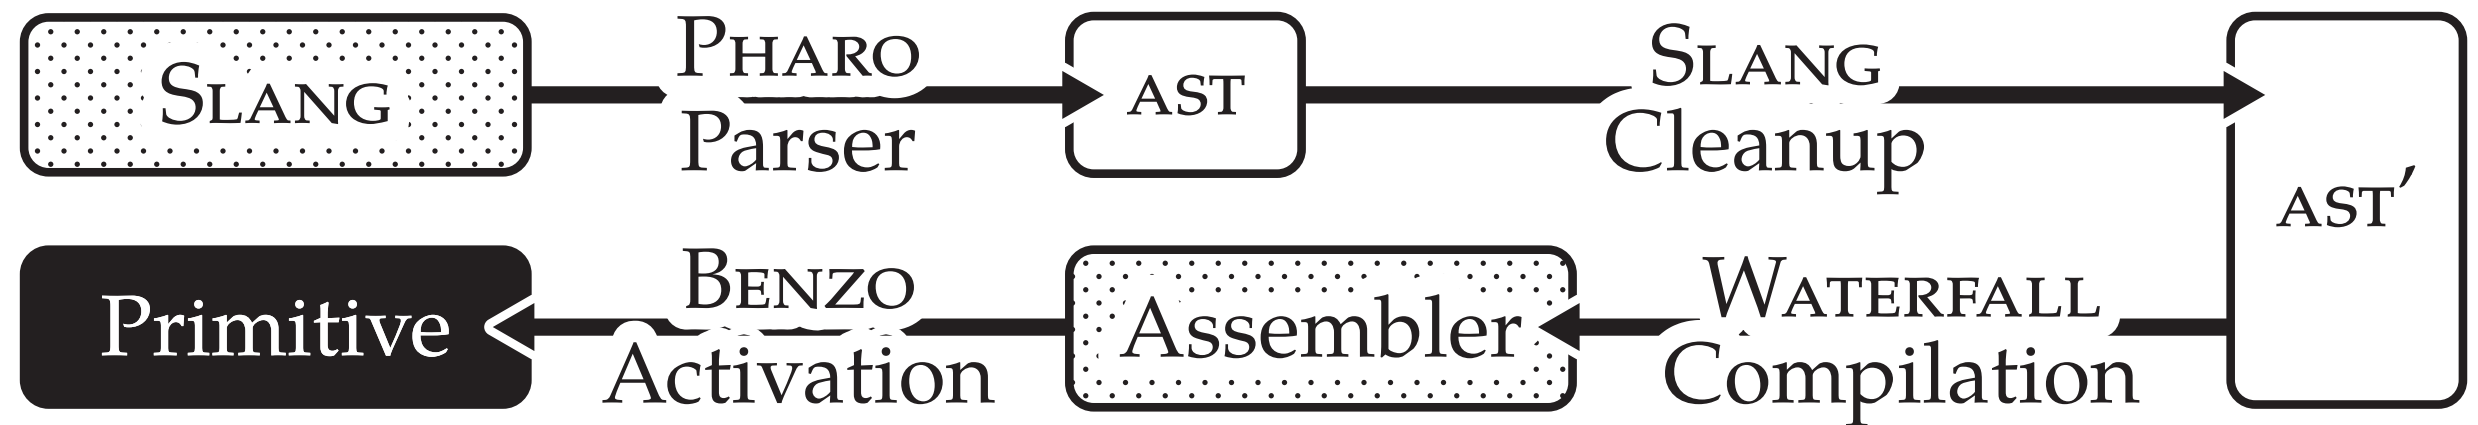 SLANG
PHARO
Parser
AST
SLANG
Cleanup
AST′
Primitive
BENZO
Activation
Assembler
WATERFALL
Compilation